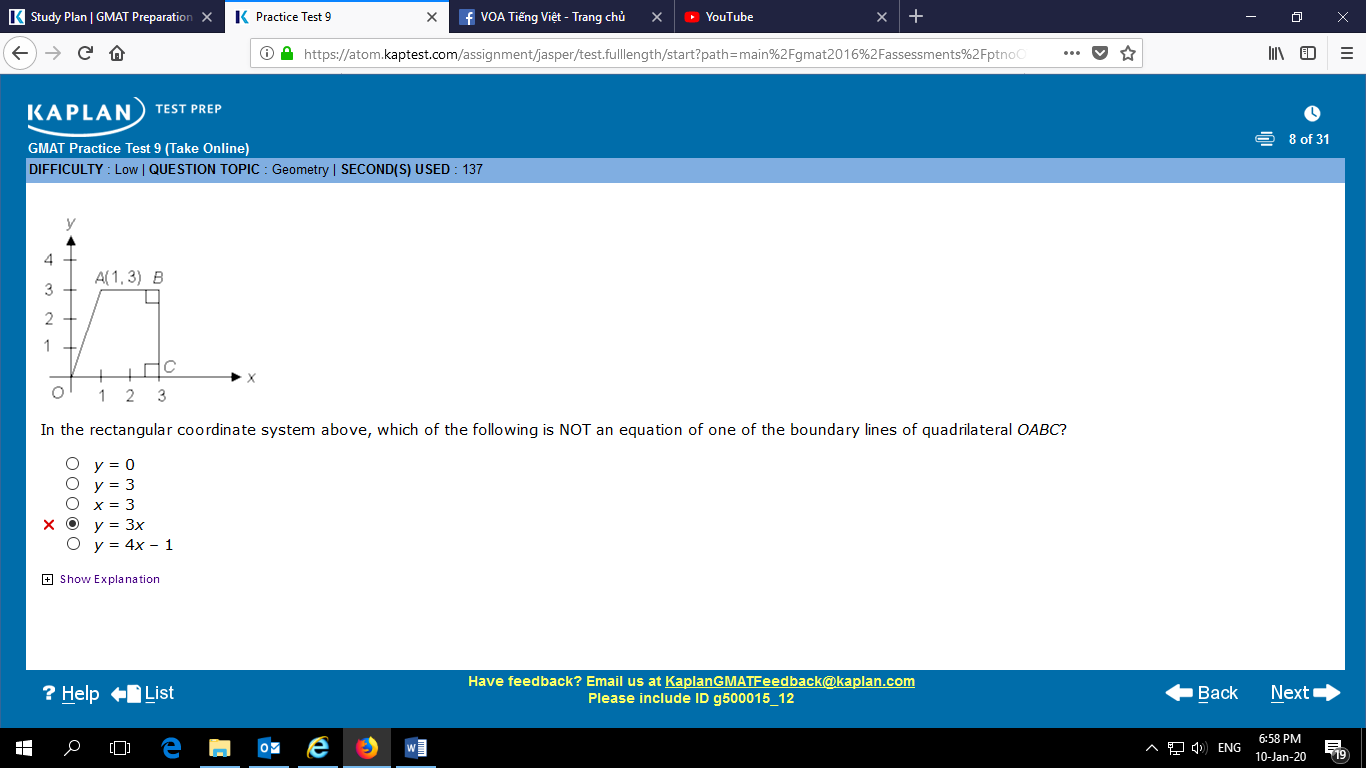 Study Plan | GMAT Preparation
Practice Test 9
VOA Tiếng Việt - Trang chủ
YouTube
https://atom.kaptest.com/assignment/jasper/test.fulllength/start?path=main%2Fgmat2016%2Fassessments%2Fptno
KAPLAN TEST PREP
GMAT Practice Test 9 (Take Online)
8 of 31
DIFFICULTY : Low | QUESTION TOPIC : Geometry | SECOND(S) USED : 137
y
4
A(1,3) B
3
2
1
C
x
O
1 2 3
In the rectangular coordinate system above, which of the following is NOT an equation of one of the boundary lines of quadrilateral OABC?
y = 0
y = 3
x = 3
y = 3x
y = 4x – 1
Show Explanation
? Help
List
Have feedback? Email us at KaplanGMATFeedback@kaplan.com
Please include ID g500015_12
Back
Next
ENG
6:58 PM
10-Jan-20
19